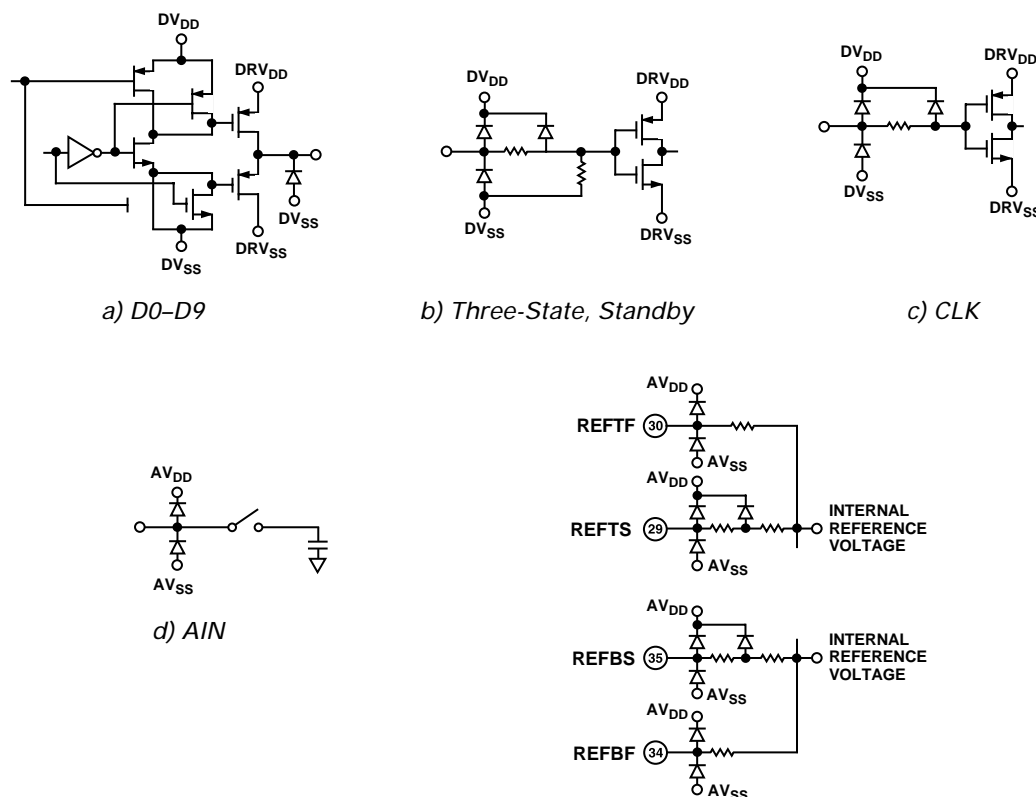 DVDD
DRVDD
DVSS
DVSS
DRVSS
a) D0–D9
DVDD
DRVDD
DVSS
DRVSS
b) Three-State, Standby
DVDD
DRVDD
DVSS
DRVSS
c) CLK
AVDD
AVSS
d) AIN
AVDD
REFTF 30
AVSS
AVDD
REFTS 29
AVSS
INTERNAL
REFERENCE
VOLTAGE
AVDD
REFBS 35
AVSS
INTERNAL
REFERENCE
VOLTAGE
AVDD
REFBF 34
AVSS